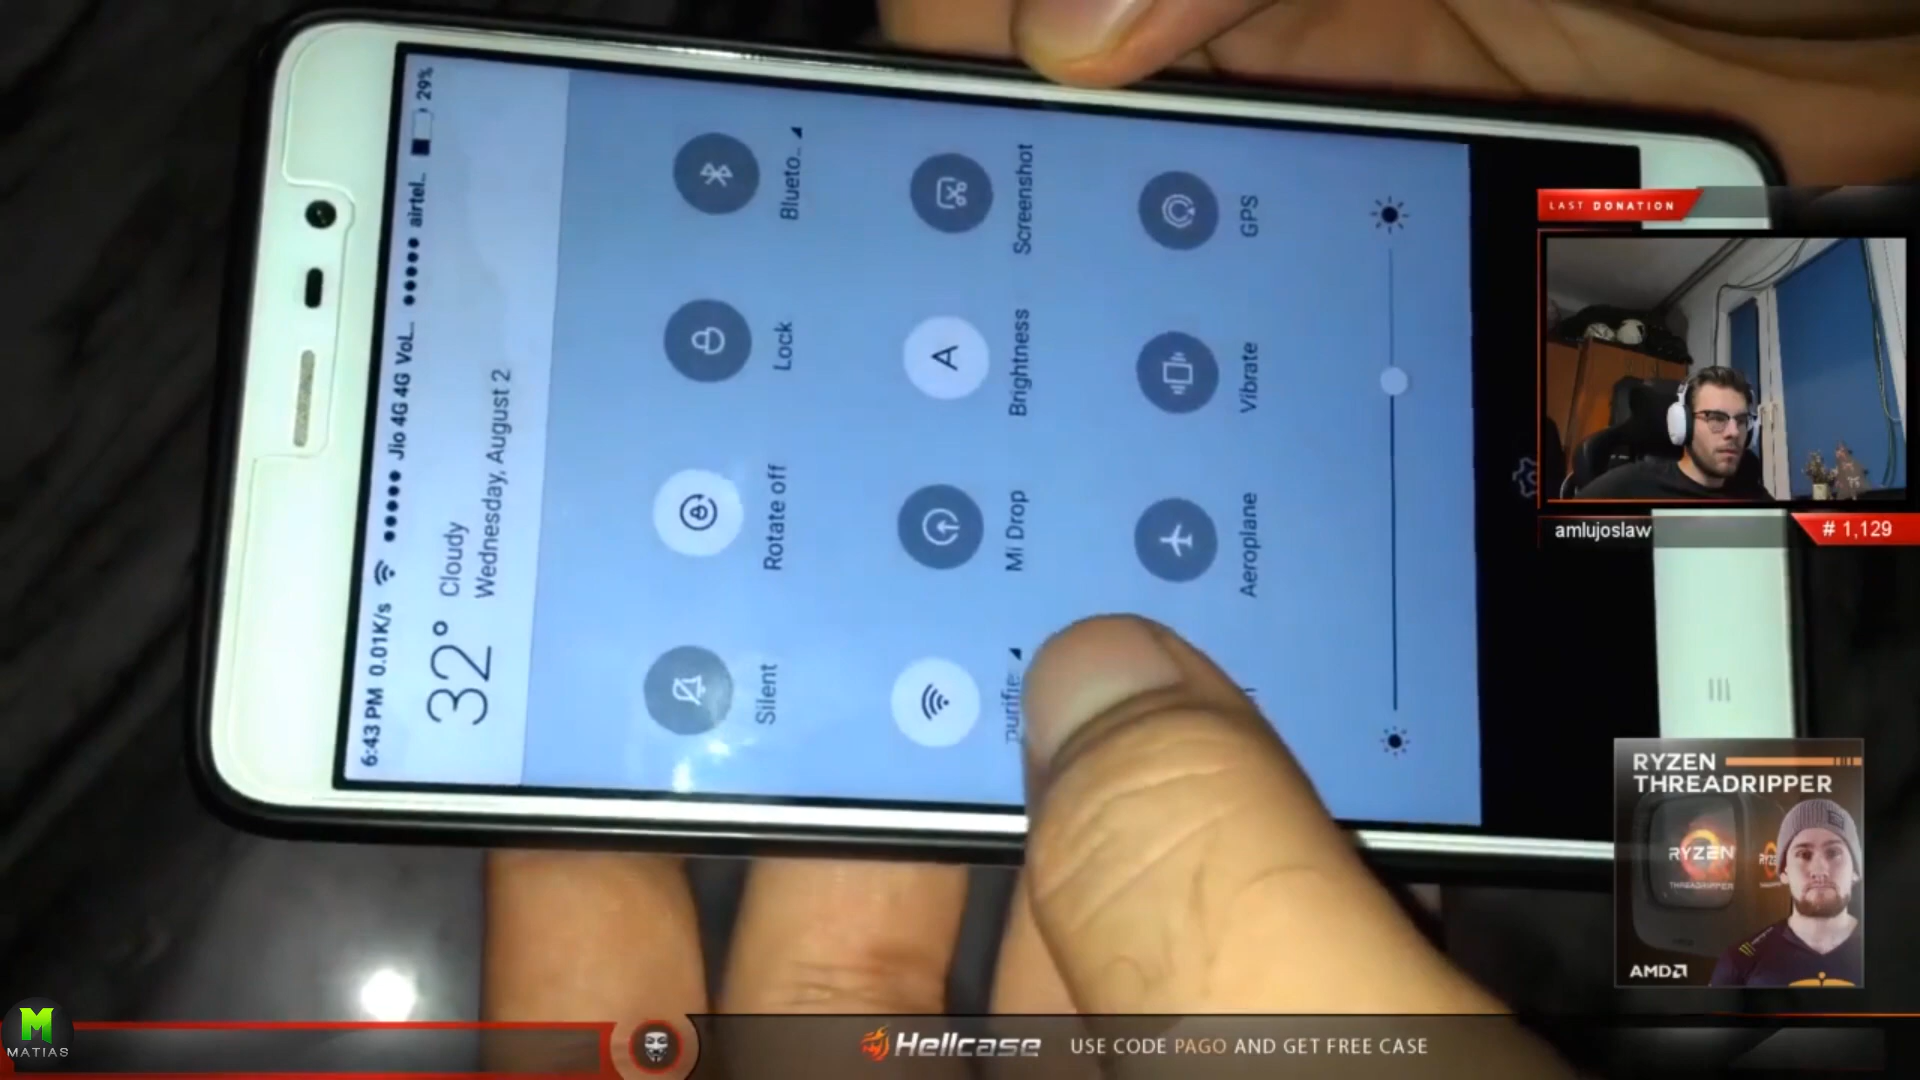 6:43 PM 0.01K/s Jio 4G 4G VoL... airtel... 29%
32° Cloudy
Wednesday, August 2
Silent
Rotate off
Lock
Blueto...
Mi Drop
Brightness
Screenshot
Aeroplane
Vibrate
GPS
A
LAST DONATION
amlujoslaw
# 1,129
RYZEN
THREADRIPPER
RYZEN
THREADRIPPER
AMD
MATIAS
Hellcase
USE CODE PAGO AND GET FREE CASE